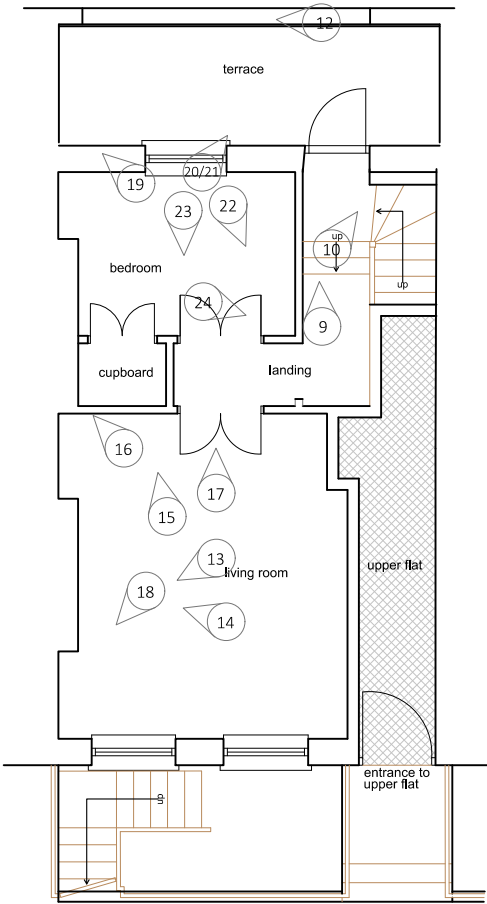 12
terrace
19
20/21
23
22
bedroom
up
10
up
24
9
cupboard
landing
16
17
15
13
living room
upper flat
18
14
entrance to
upper flat
up